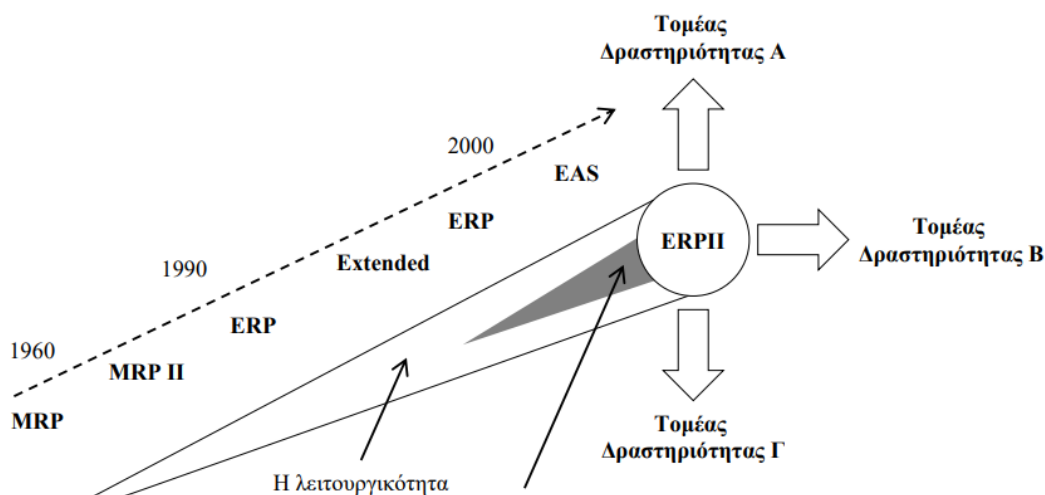 Τομέας
Δραστηριότητας Α
2000
EAS
ERP
ERPII
Τομέας
Δραστηριότητας Β
Extended
1990
ERP
1960
MRP II
MRP
Τομέας
Δραστηριότητας Γ
Η λειτουργικότητα